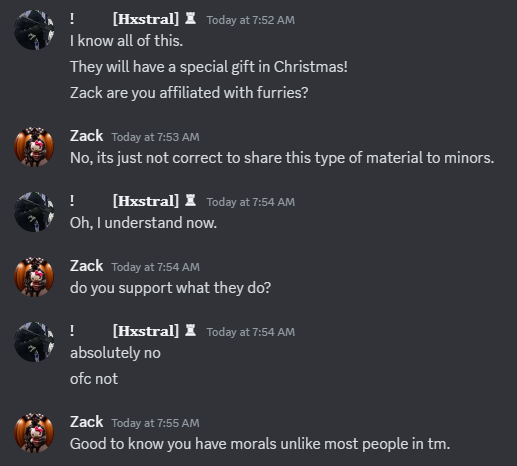 ! [Hxstral] ♜ Today at 7:52 AM
I know all of this.
They will have a special gift in Christmas!
Zack are you affiliated with furries?
Zack Today at 7:53 AM
No, its just not correct to share this type of material to minors.
! [Hxstral] ♜ Today at 7:54 AM
Oh, I understand now.
Zack Today at 7:54 AM
do you support what they do?
! [Hxstral] ♜ Today at 7:54 AM
absolutely no
ofc not
Zack Today at 7:55 AM
Good to know you have morals unlike most people in tm.